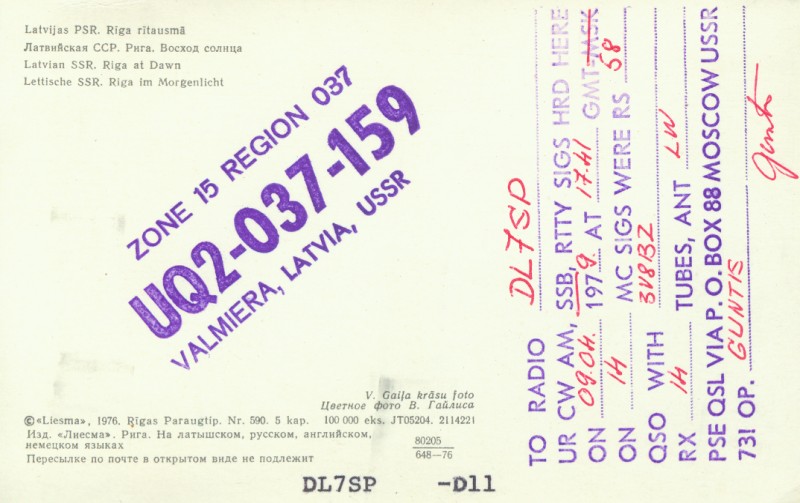 Latvijas PSR. Rīga rītausmā
Латвийская ССР. Рига. Восход солнца
Latvian SSR. Riga at Dawn
Lettische SSR. Riga im Morgenlicht
ZONE 15 REGION 037
UQ2-037-159
VALMIERA, LATVIA, USSR
V. Gaiļa krāsu foto
Цветное фото В. Гайлиса
©«Liesma», 1976. Rīgas Paraugtip. Nr. 590. 5 kap. 100 000 eks. JT05204. 2114221
Изд. «Лиесма». Рига. На латышском, русском, английском,
немецком языках
Пересылке по почте в открытом виде не подлежит
80205
648—76
DL7SP -D11
TO RADIO DL7SP
UR CW AM, SSB, RTTY SIGS HRD HERE
ON 09.04. 1979. AT 17.41 GMT-MSK
ON 14 MC SIGS WERE RS 58
QSO WITH 3V8BZ
RX 14 TUBES, ANT LW
PSE QSL VIA P. O. BOX 88 MOSCOW USSR
73! OP. GUNTIS